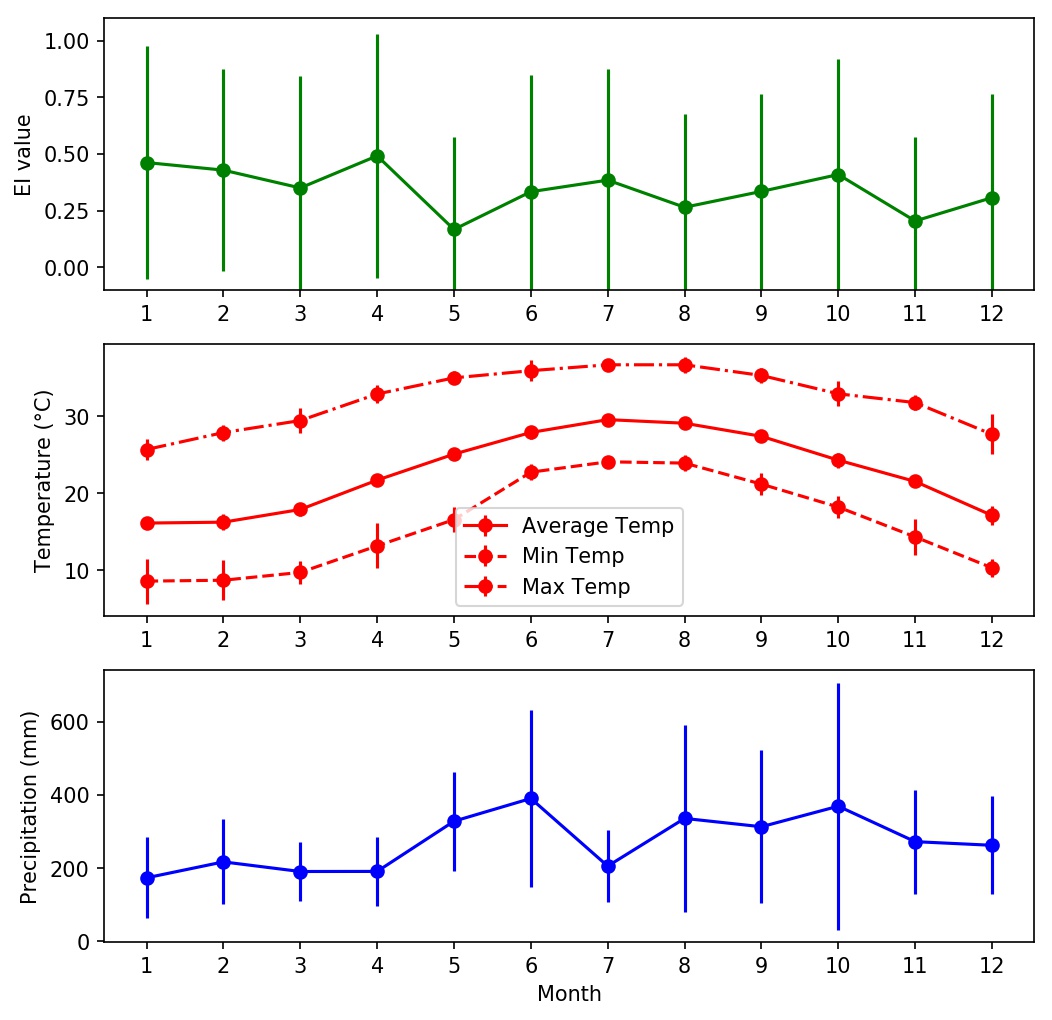 EI value
1.00
0.75
0.50
0.25
0.00
1 2 3 4 5 6 7 8 9 10 11 12
Temperature (°C)
30
20
10
Average Temp
Min Temp
Max Temp
1 2 3 4 5 6 7 8 9 10 11 12
Precipitation (mm)
600
400
200
0
1 2 3 4 5 6 7 8 9 10 11 12
Month